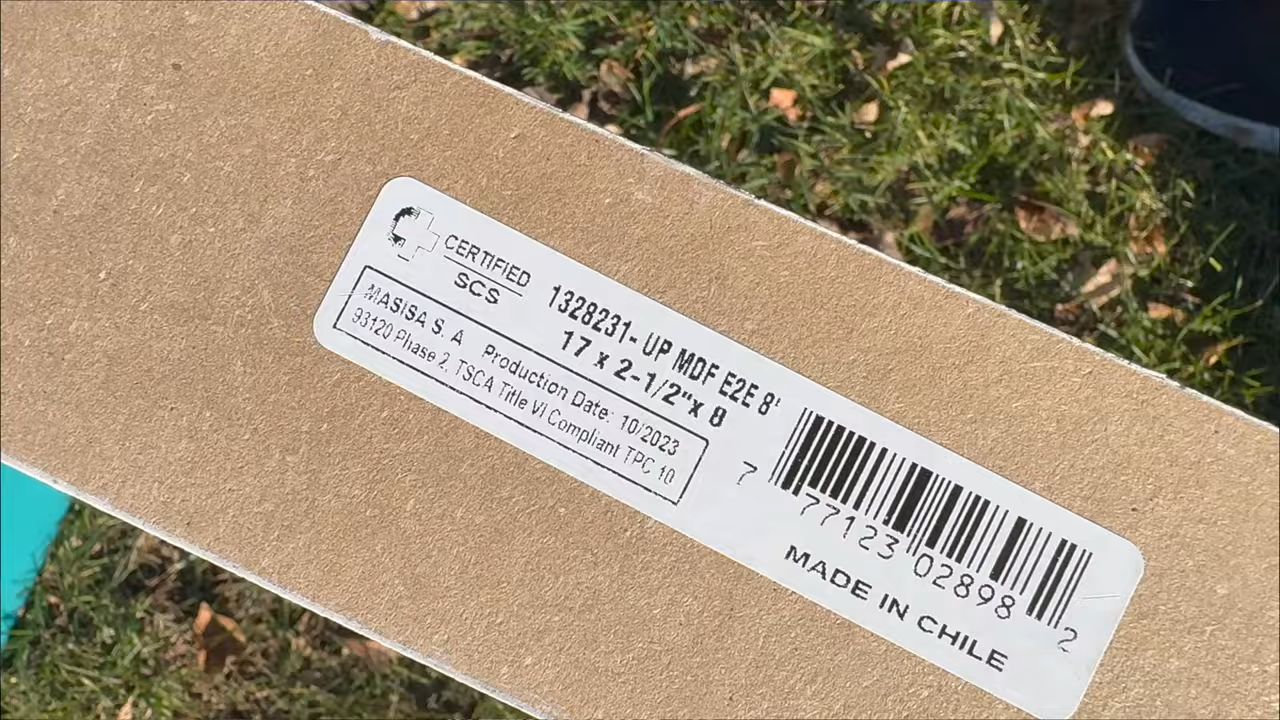 CERTIFIED
SCS
1328231- UP MDF E2E 8'
17 x 2-1/2"x 8
MASISA S. A Production Date: 10/2023
93120 Phase 2, TSCA Title VI Compliant TPC 10
7 77123 02898 2
MADE IN CHILE